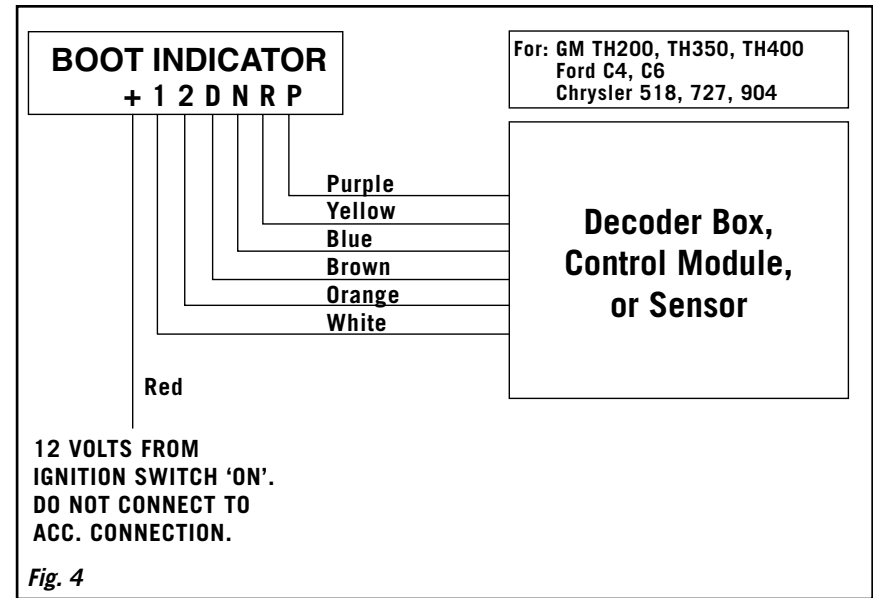 BOOT INDICATOR
+ 1 2 D N R P
For: GM TH200, TH350, TH400
Ford C4, C6
Chrysler 518, 727, 904
Purple
Yellow
Blue
Brown
Orange
White
Decoder Box,
Control Module,
or Sensor
Red
12 VOLTS FROM
IGNITION SWITCH ‘ON’.
DO NOT CONNECT TO
ACC. CONNECTION.
Fig. 4